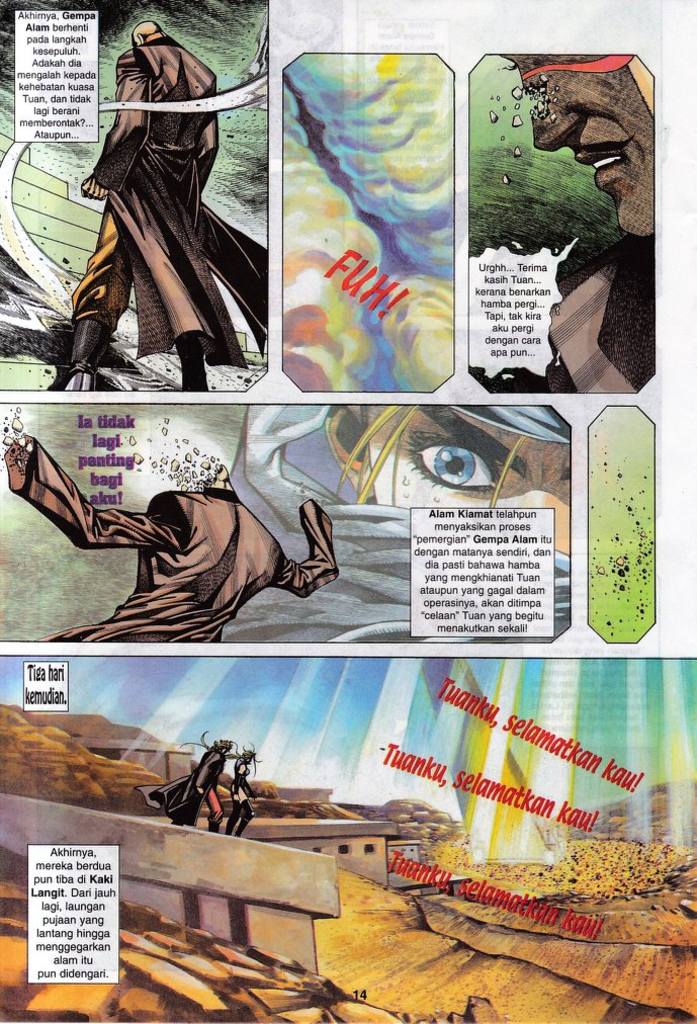 Akhirnya, Gempa
Alam berhenti
pada langkah
kesepuluh.
Adakah dia
mengalah kepada
kehebatan kuasa
Tuan, dan tidak
lagi berani
memberontak?...
Ataupun...
FUH!
Urghh... Terima
kasih Tuan...
kerana benarkan
hamba pergi...
Tapi, tak kira
aku pergi
dengan cara
apa pun...
Ia tidak
lagi
penting
bagi
aku!
Alam Kiamat telahpun
menyaksikan proses
“pemergian” Gempa Alam itu
dengan matanya sendiri, dan
dia pasti bahawa hamba
yang mengkhianati Tuan
ataupun yang gagal dalam
operasinya, akan ditimpa
“celaan” Tuan yang begitu
menakutkan sekali!
Tiga hari
kemudian.
Tuanku, selamatkan kau!
Tuanku, selamatkan kau!
Tuanku, selamatkan kau!
Akhirnya,
mereka berdua
pun tiba di Kaki
Langit. Dari jauh
lagi, laungan
pujaan yang
lantang hingga
menggegarkan
alam itu
pun didengari.
14